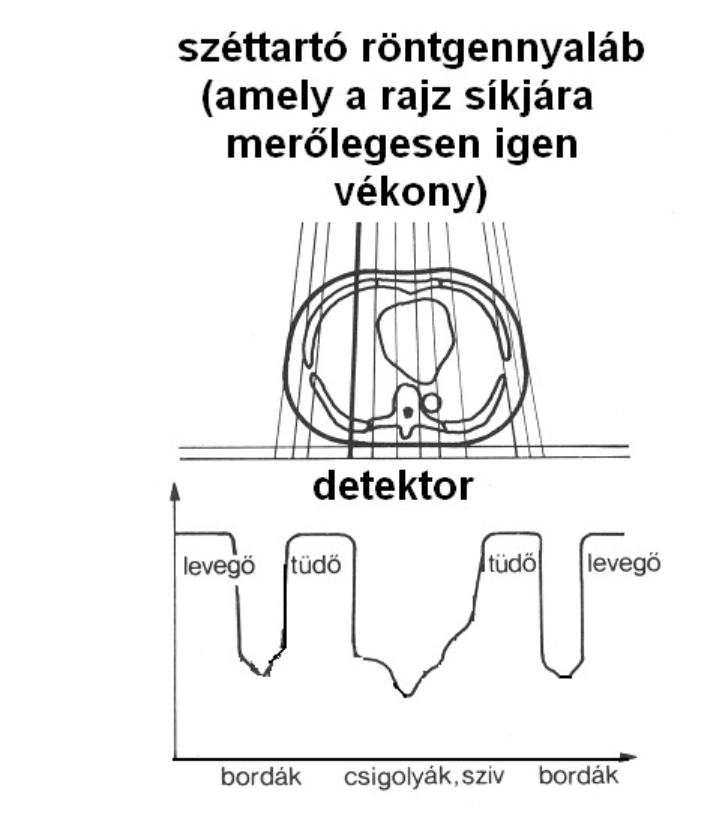 széttartó röntgennyaláb
(amely a rajz síkjára
merőlegesen igen
vékony)
detektor
levegő tüdő tüdő levegő
bordák csigolyák, sziv bordák